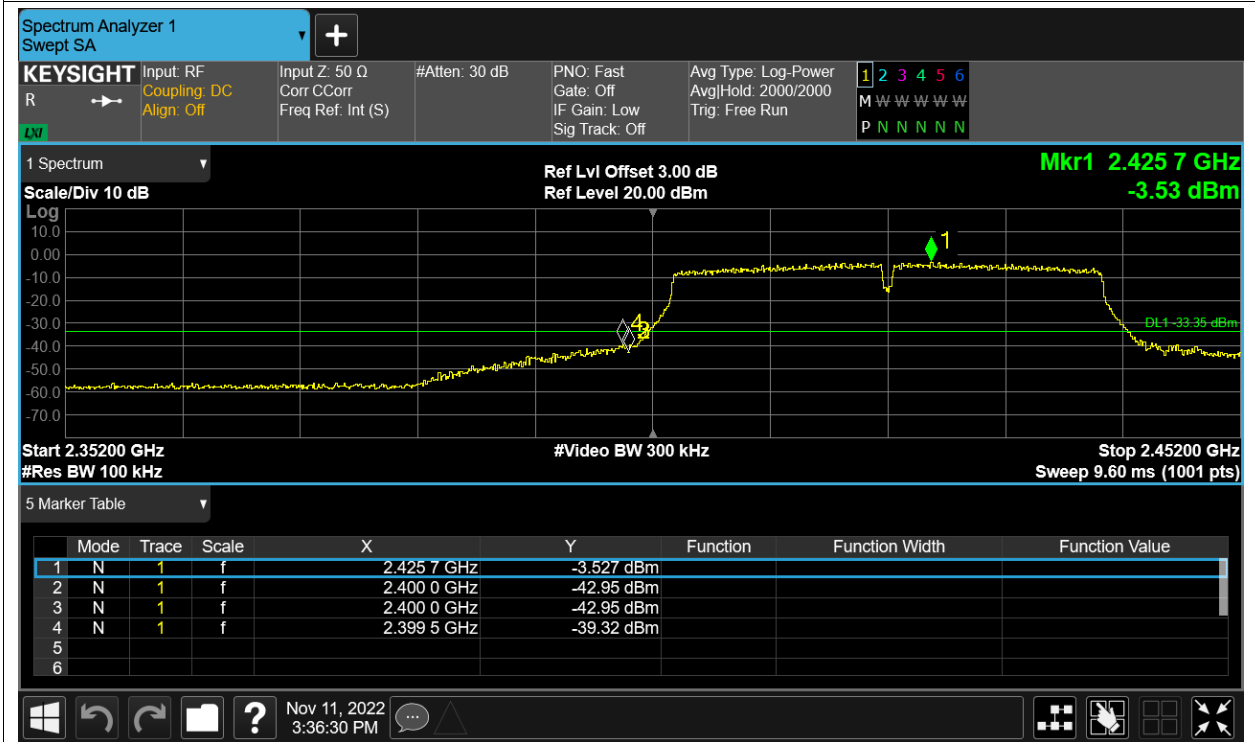 Spectrum Analyzer 1
Swept SA
+
KEYSIGHT Input: RF Input Z: 50 Ω #Atten: 30 dB PNO: Fast Avg Type: Log-Power 1 2 3 4 5 6
R Coupling: DC Corr CCorr Gate: Off Avg|Hold: 2000/2000 M W W W W W
Align: Off Freq Ref: Int (S) IF Gain: Low Trig: Free Run
LXI Sig Track: Off P N N N N N
1 Spectrum Ref Lvl Offset 3.00 dB Mkr1 2.425 7 GHz
Scale/Div 10 dB Ref Level 20.00 dBm -3.53 dBm
Log
10.0
0.00
-10.0
-20.0
-30.0
-40.0
-50.0
-60.0
-70.0
1
4
DL1 -33.35 dBm
Start 2.35200 GHz #Video BW 300 kHz Stop 2.45200 GHz
#Res BW 100 kHz Sweep 9.60 ms (1001 pts)
5 Marker Table
Mode Trace Scale X Y Function Function Width Function Value
1 N 1 f 2.425 7 GHz -3.527 dBm
2 N 1 f 2.400 0 GHz -42.95 dBm
3 N 1 f 2.400 0 GHz -42.95 dBm
4 N 1 f 2.399 5 GHz -39.32 dBm
5
6
? Nov 11, 2022
3:36:30 PM